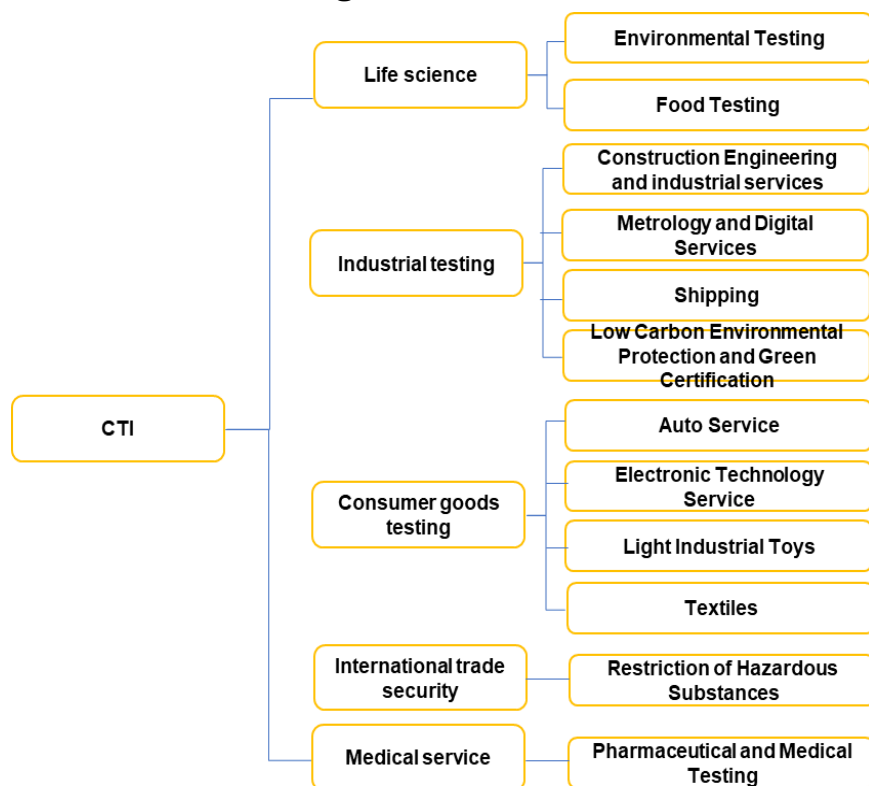 Environmental Testing
Life science
Food Testing
Construction Engineering
and industrial services
Metrology and Digital
Services
Industrial testing
Shipping
Low Carbon Environmental
Protection and Green
Certification
CTI
Auto Service
Electronic Technology
Service
Consumer goods
testing
Light Industrial Toys
Textiles
International trade
security
Restriction of Hazardous
Substances
Medical service
Pharmaceutical and Medical
Testing